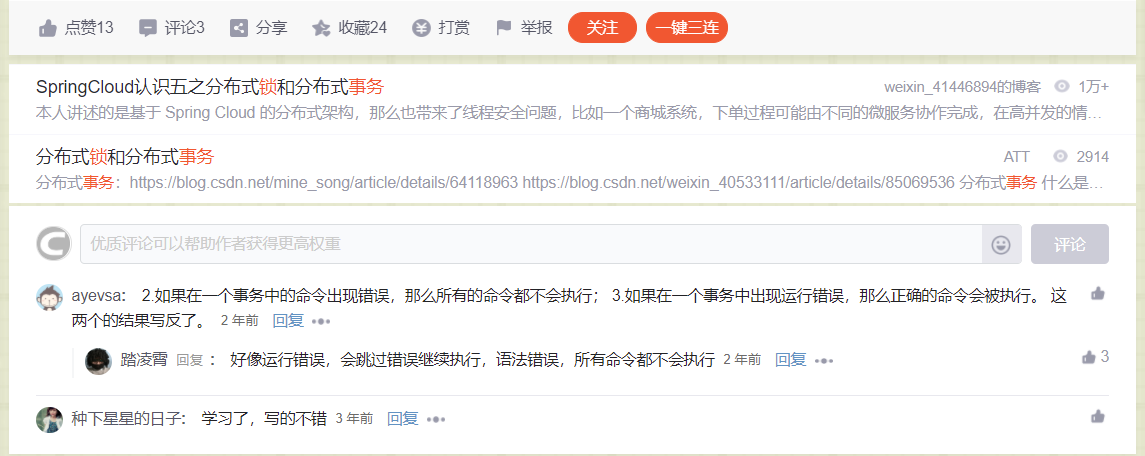 点赞13 评论3 分享 收藏24 打赏 举报 关注 一键三连
SpringCloud认识五之分布式锁和分布式事务 weixin_41446894的博客 1万+
本人讲述的是基于 Spring Cloud 的分布式架构，那么也带来了线程安全问题，比如一个商城系统，下单过程可能由不同的微服务协作完成，在高并发的情…
分布式锁和分布式事务 ATT 2914
分布式事务：https://blog.csdn.net/mine_song/article/details/64118963 https://blog.csdn.net/weixin_40533111/article/details/85069536 分布式事务 什么是…
优质评论可以帮助作者获得更高权重 评论
ayevsa： 2.如果在一个事务中的命令出现错误，那么所有的命令都不会执行； 3.如果在一个事务中出现运行错误，那么正确的命令会被执行。 这
两个的结果写反了。 2 年前 回复
踏凌霄 回复 ： 好像运行错误，会跳过错误继续执行，语法错误，所有命令都不会执行 2 年前 回复 3
种下星星的日子： 学习了，写的不错 3 年前 回复